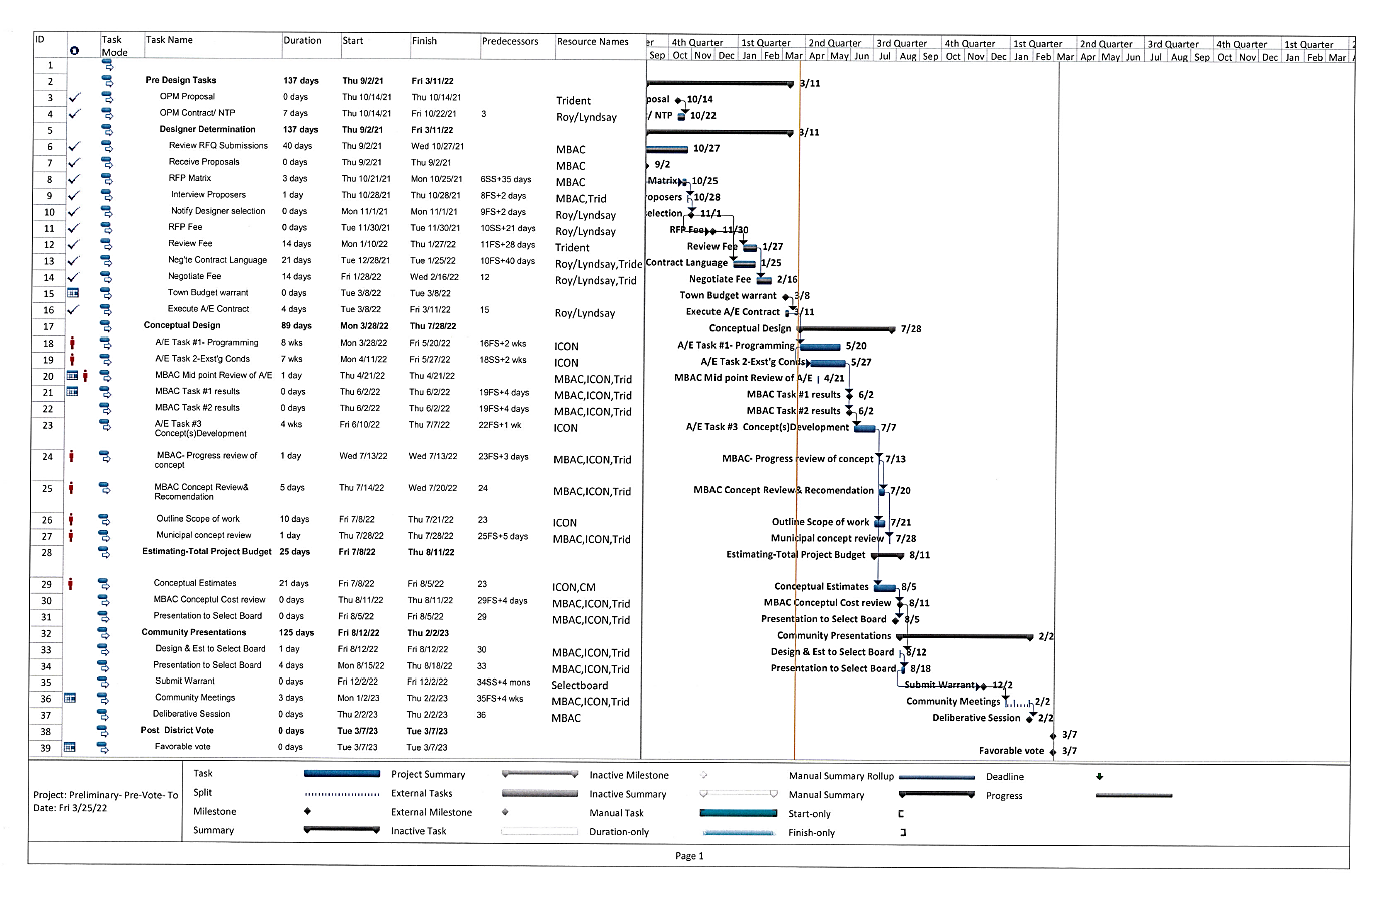 ID Task Mode Task Name Duration Start Finish Predecessors Resource Names
4th Quarter 1st Quarter 2nd Quarter 3rd Quarter 4th Quarter 1st Quarter 2nd Quarter 3rd Quarter 4th Quarter 1st Quarter
Sep Oct Nov Dec Jan Feb Mar Apr May Jun Jul Aug Sep Oct Nov Dec Jan Feb Mar Apr May Jun Jul Aug Sep Oct Nov Dec Jan Feb Mar
1
2 Pre Design Tasks 137 days Thu 9/2/21 Fri 3/11/22 3/11
3 OPM Proposal 0 days Thu 10/14/21 Thu 10/14/21 Trident posal 10/14
4 OPM Contract/ NTP 7 days Thu 10/14/21 Fri 10/22/21 3 Roy/Lyndsay / NTP 10/22
5 Designer Determination 137 days Thu 9/2/21 Fri 3/11/22 3/11
6 Review RFQ Submissions 40 days Thu 9/2/21 Wed 10/27/21 MBAC 10/27
7 Receive Proposals 0 days Thu 9/2/21 Thu 9/2/21 MBAC 9/2
8 RFP Matrix 3 days Thu 10/21/21 Mon 10/25/21 6SS+35 days MBAC Matrix 10/25
9 Interview Proposers 1 day Thu 10/28/21 Thu 10/28/21 8FS+2 days MBAC,Trid roposers 10/28
10 Notify Designer selection 0 days Mon 11/1/21 Mon 11/1/21 9FS+2 days Roy/Lyndsay selection 11/1
11 RFP Fee 0 days Tue 11/30/21 Tue 11/30/21 10SS+21 days Roy/Lyndsay RFP Fee 11/30
12 Review Fee 14 days Mon 1/10/22 Thu 1/27/22 11FS+28 days Trident Review Fee 1/27
13 Neg'te Contract Language 21 days Tue 12/28/21 Tue 1/25/22 10FS+40 days Roy/Lyndsay,Tride Contract Language 1/25
14 Negotiate Fee 14 days Fri 1/28/22 Wed 2/16/22 12 Roy/Lyndsay,Trid Negotiate Fee 2/16
15 Town Budget warrant 0 days Tue 3/8/22 Tue 3/8/22 Town Budget warrant 3/8
16 Execute A/E Contract 4 days Tue 3/8/22 Fri 3/11/22 15 Roy/Lyndsay Execute A/E Contract 3/11
17 Conceptual Design 89 days Mon 3/28/22 Thu 7/28/22 Conceptual Design 7/28
18 A/E Task #1- Programming 8 wks Mon 3/28/22 Fri 5/20/22 16FS+2 wks ICON A/E Task #1- Programming 5/20
19 A/E Task 2-Exst'g Conds 7 wks Mon 4/11/22 Fri 5/27/22 18SS+2 wks ICON A/E Task 2-Exst'g Conds 5/27
20 MBAC Mid point Review of A/E 1 day Thu 4/21/22 Thu 4/21/22 MBAC,ICON,Trid MBAC Mid point Review of A/E 4/21
21 MBAC Task #1 results 0 days Thu 6/2/22 Thu 6/2/22 19FS+4 days MBAC,ICON,Trid MBAC Task #1 results 6/2
22 MBAC Task #2 results 0 days Thu 6/2/22 Thu 6/2/22 19FS+4 days MBAC,ICON,Trid MBAC Task #2 results 6/2
23 A/E Task #3 Concept(s)Development 4 wks Fri 6/10/22 Thu 7/7/22 22FS+1 wk ICON A/E Task #3 Concept(s)Development 7/7
24 MBAC- Progress review of concept 1 day Wed 7/13/22 Wed 7/13/22 23FS+3 days MBAC,ICON,Trid MBAC- Progress review of concept 7/13
25 MBAC Concept Review& Recomendation 5 days Thu 7/14/22 Wed 7/20/22 24 MBAC,ICON,Trid MBAC Concept Review& Recomendation 7/20
26 Outline Scope of work 10 days Fri 7/8/22 Thu 7/21/22 23 ICON Outline Scope of work 7/21
27 Municipal concept review 1 day Thu 7/28/22 Thu 7/28/22 25FS+5 days MBAC,ICON,Trid Municipal concept review 7/28
28 Estimating-Total Project Budget 25 days Fri 7/8/22 Thu 8/11/22 Estimating-Total Project Budget 8/11
29 Conceptual Estimates 21 days Fri 7/8/22 Fri 8/5/22 23 ICON,CM Conceptual Estimates 8/5
30 MBAC Conceptul Cost review 0 days Thu 8/11/22 Thu 8/11/22 29FS+4 days MBAC,ICON,Trid MBAC Conceptul Cost review 8/11
31 Presentation to Select Board 0 days Fri 8/5/22 Fri 8/5/22 29 MBAC,ICON,Trid Presentation to Select Board 8/5
32 Community Presentations 125 days Fri 8/12/22 Thu 2/2/23 Community Presentations 2/2
33 Design & Est to Select Board 1 day Fri 8/12/22 Fri 8/12/22 30 MBAC,ICON,Trid Design & Est to Select Board 8/12
34 Presentation to Select Board 4 days Mon 8/15/22 Thu 8/18/22 33 MBAC,ICON,Trid Presentation to Select Board 8/18
35 Submit Warrant 0 days Fri 12/2/22 Fri 12/2/22 34SS+4 mons Selectboard Submit Warrant 12/2
36 Community Meetings 3 days Mon 1/2/23 Thu 2/2/23 35FS+4 wks MBAC,ICON,Trid Community Meetings 2/2
37 Deliberative Session 0 days Thu 2/2/23 Thu 2/2/23 36 MBAC Deliberative Session 2/2
38 Post District Vote 0 days Tue 3/7/23 Tue 3/7/23 3/7
39 Favorable vote 0 days Tue 3/7/23 Tue 3/7/23 Favorable vote 3/7
Project: Preliminary- Pre-Vote- To
Date: Fri 3/25/22
Task Project Summary Inactive Milestone Manual Summary Rollup Deadline
Split External Tasks Inactive Summary Manual Summary Progress
Milestone External Milestone Manual Task Start-only
Summary Inactive Task Duration-only Finish-only
Page 1